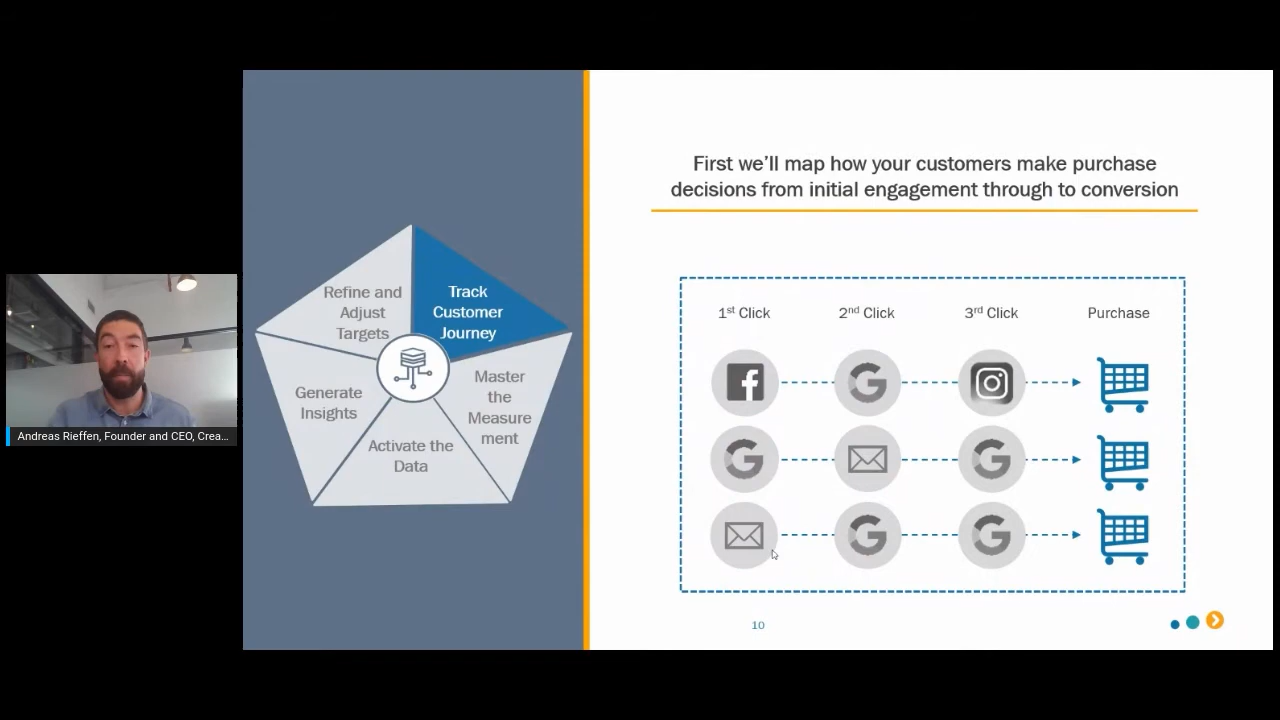 First we'll map how your customers make purchase
decisions from initial engagement through to conversion
Refine and
Adjust
Targets
Track
Customer
Journey
Generate
Insights
Master
the
Measure
ment
Activate the
Data
1st Click
2nd Click
3rd Click
Purchase
Andreas Rieffen, Founder and CEO, Crea...
10